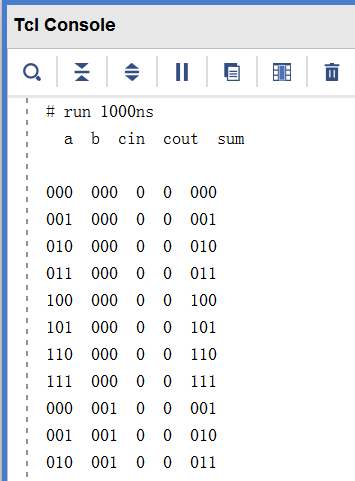 Tcl Console
# run 1000ns
a b cin cout sum
000 000 0 0 000
001 000 0 0 001
010 000 0 0 010
011 000 0 0 011
100 000 0 0 100
101 000 0 0 101
110 000 0 0 110
111 000 0 0 111
000 001 0 0 001
001 001 0 0 010
010 001 0 0 011